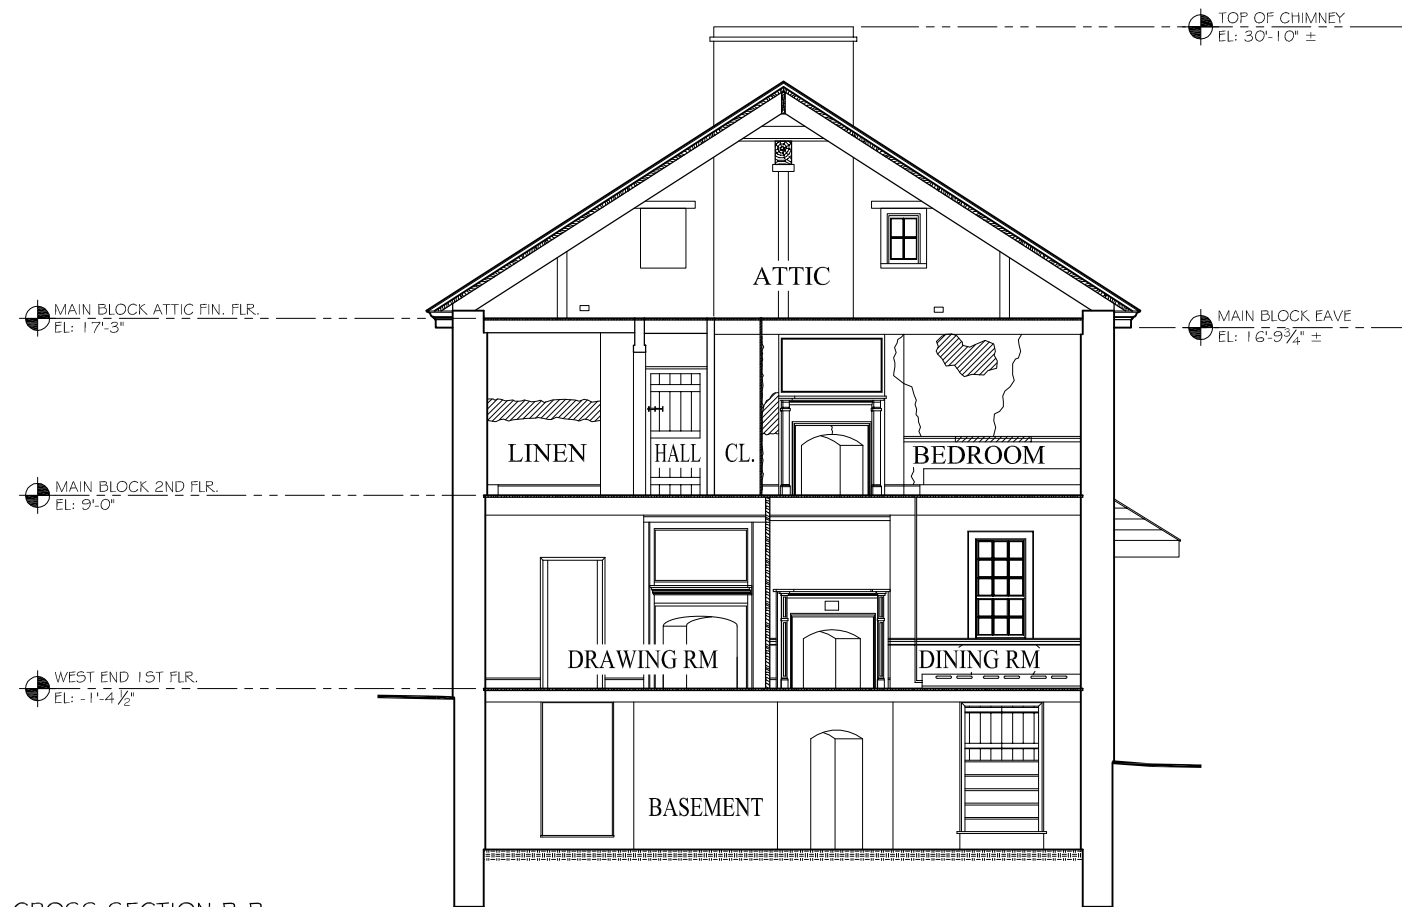 TOP OF CHIMNEY
EL: 30'-10" ±
MAIN BLOCK ATTIC FIN. FLR.
EL: 17'-3"
MAIN BLOCK EAVE
EL: 16'-9¾" ±
ATTIC
LINEN
HALL
CL.
BEDROOM
MAIN BLOCK 2ND FLR.
EL: 9'-0"
DRAWING RM
DINING RM
WEST END 1ST FLR.
EL: -1'-4½"
BASEMENT
CROSS SECTION B-B